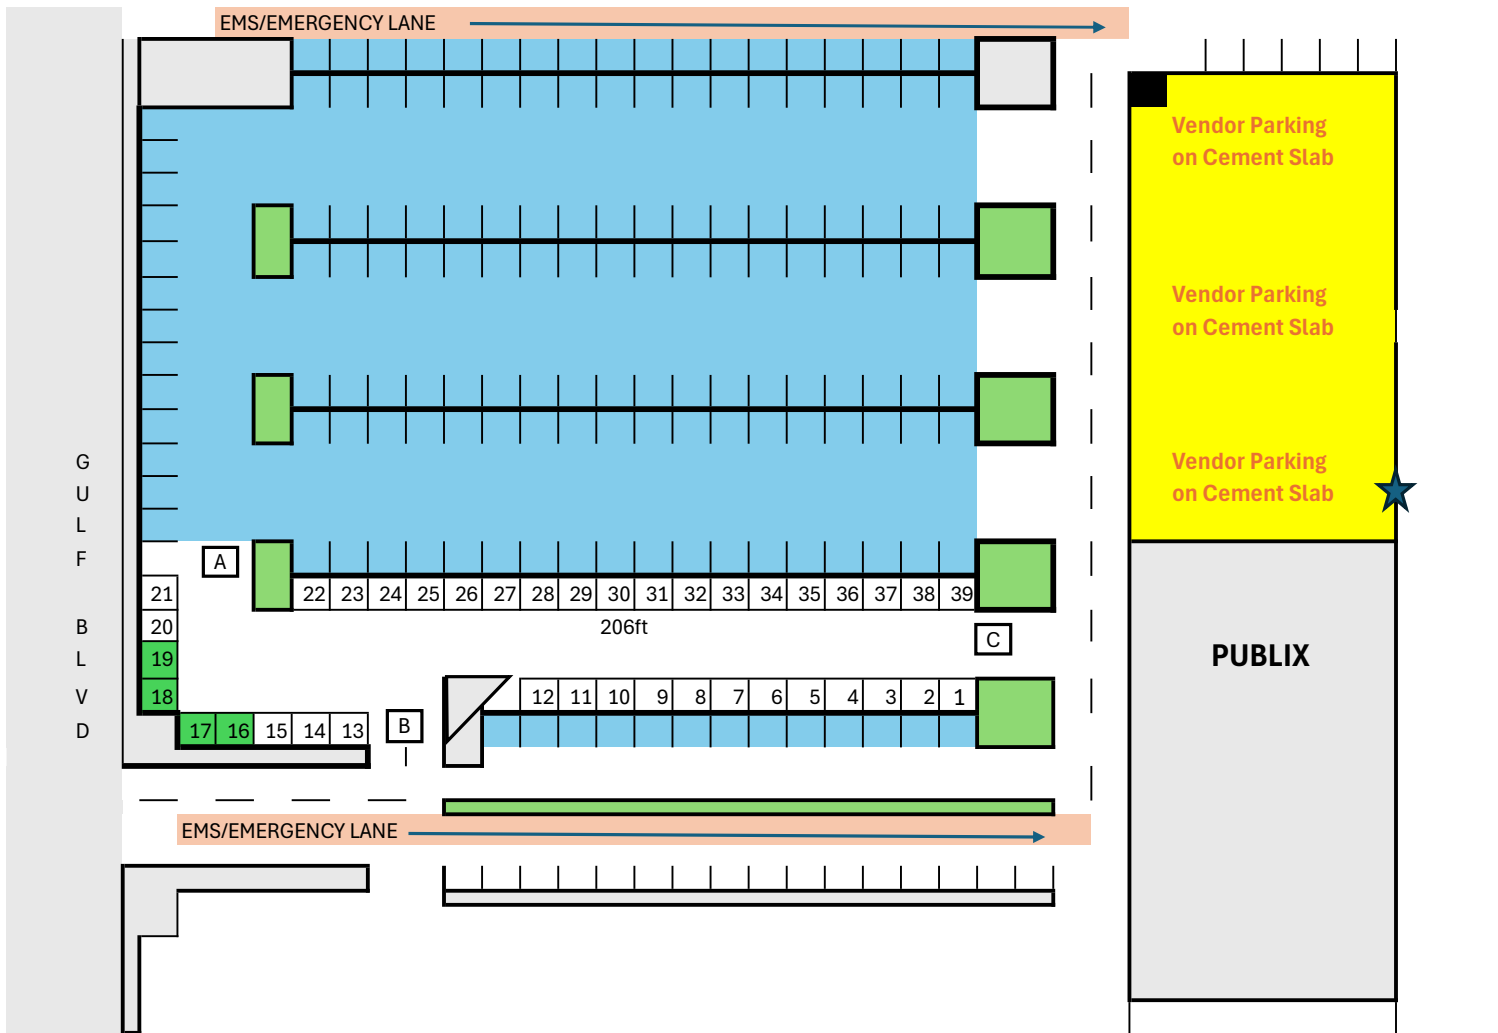 EMS/EMERGENCY LANE
Vendor Parking
on Cement Slab
Vendor Parking
on Cement Slab
Vendor Parking
on Cement Slab
G
U
L
F
B
L
V
D
A
21
22 23 24 25 26 27 28 29 30 31 32 33 34 35 36 37 38 39
20
206ft
C
19
PUBLIX
18
12 11 10 9 8 7 6 5 4 3 2 1
17 16 15 14 13
B
EMS/EMERGENCY LANE